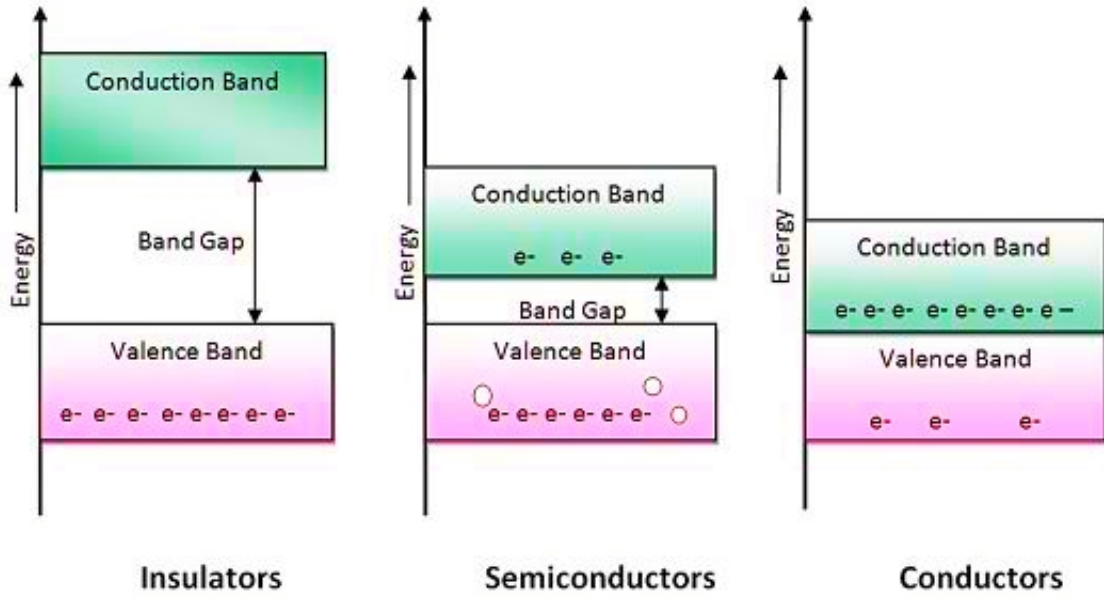 Energy
Conduction Band
Band Gap
Valence Band
e- e- e- e- e- e- e- e-
Insulators
Energy
Conduction Band
e- e- e-
Band Gap
Valence Band
e- e- e- e- e- e-
Semiconductors
Energy
Conduction Band
e- e- e- e- e- e- e- e –
Valence Band
e- e- e-
Conductors